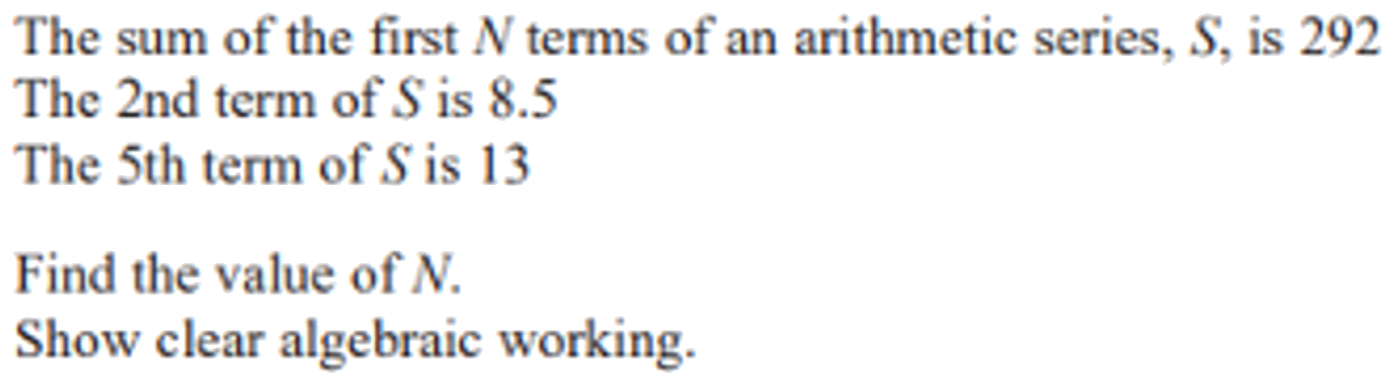 The sum of the first N terms of an arithmetic series, S, is 292
The 2nd term of S is 8.5
The 5th term of S is 13
Find the value of N.
Show clear algebraic working.